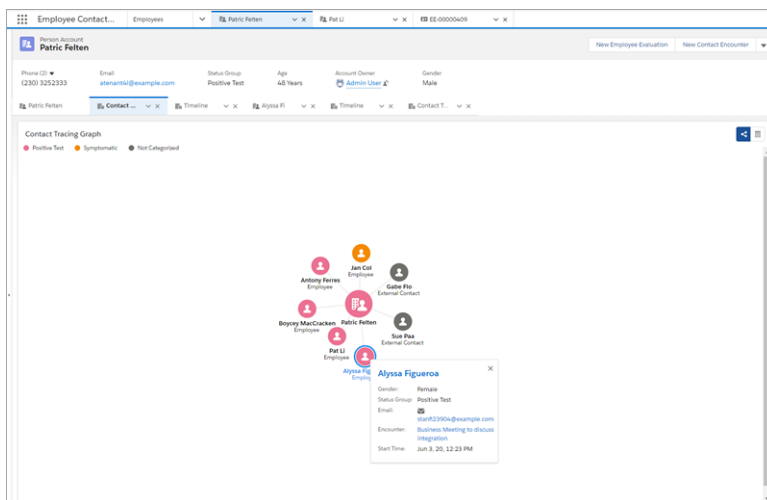 Employee Contact... Employees Patric Felten Pat Li EE-00000409
Person Account
Patric Felten
New Employee Evaluation New Contact Encounter
Phone (2) Email Status Group Age Account Owner Gender
(230) 3252333 atenant4l@example.com Positive Test 48 Years Admin User Male
Patric Felten Contact ... Timeline Alyssa Fi Timeline Contact T...
Contact Tracing Graph
Positive Test Symptomatic Not Categorized
Jan Col
Employee
Antony Ferres
Employee
Gabe Flo
External Contact
Boycey MacCracken
Employee
Patric Felten
Sue Paa
External Contact
Pat Li
Employee
Alyssa Fig
Employ
Alyssa Figueroa
Gender: Female
Status Group: Positive Test
Email:
Encounter: Business Meeting to discuss
integration
Start Time: Jun 3, 20, 12:23 PM